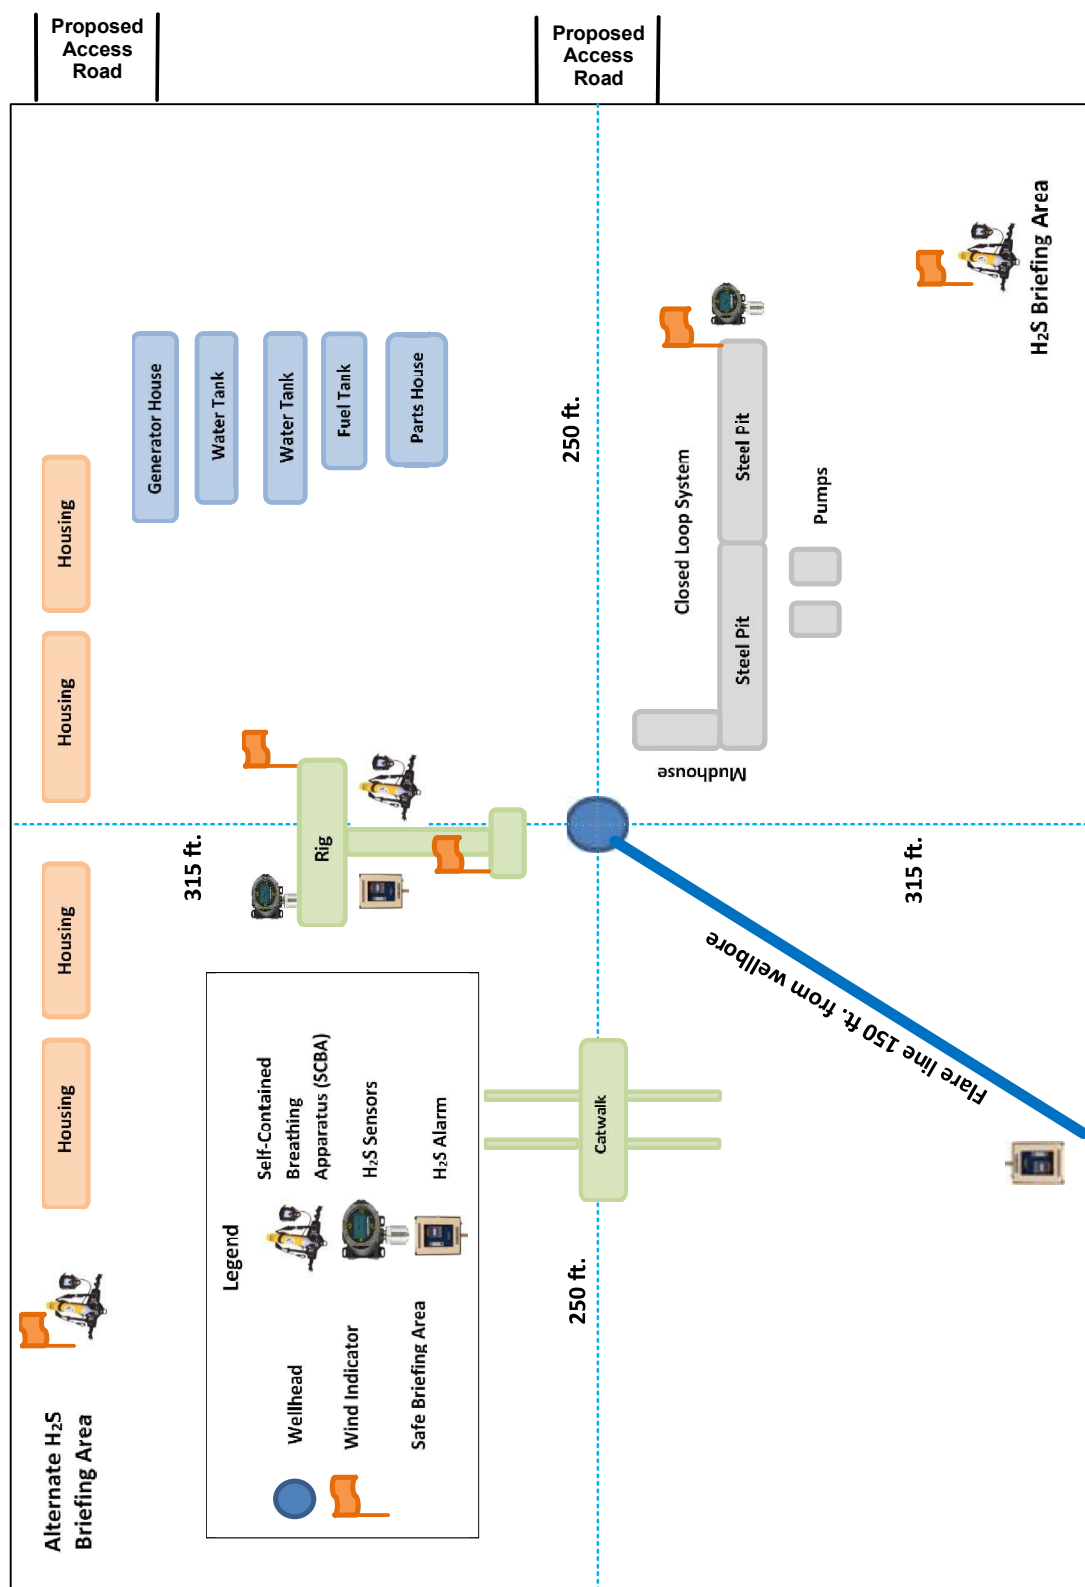 Proposed
Access
Road
Proposed
Access
Road
Generator House
Water Tank
Water Tank
Fuel Tank
Parts House
Housing
Housing
Housing
Housing
250 ft.
Closed Loop System
Steel Pit
Steel Pit
Pumps
Mudhouse
H₂S Briefing Area
315 ft.
Rig
315 ft.
Flare line 150 ft. from wellbore
Catwalk
250 ft.
Legend
Self-Contained
Breathing
Apparatus (SCBA)
H₂S Sensors
H₂S Alarm
Wellhead
Wind Indicator
Safe Briefing Area
Alternate H₂S
Briefing Area